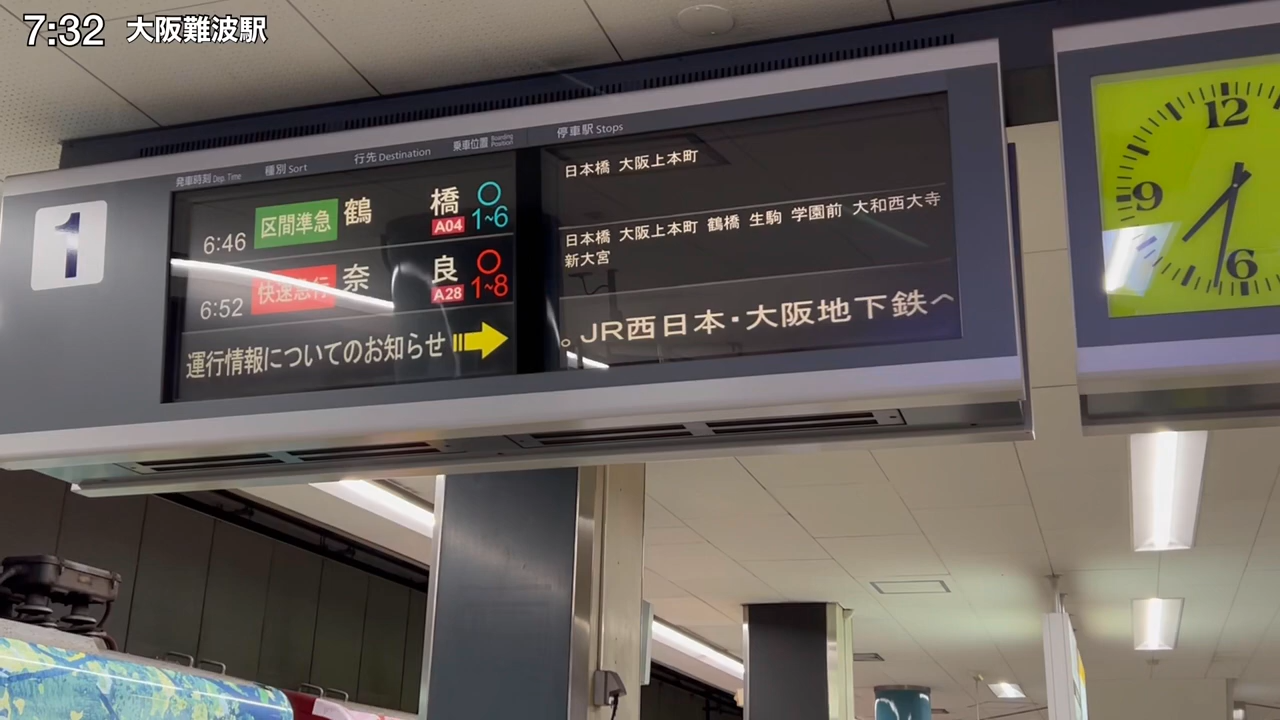 7:32 大阪難波駅
発車時刻 Dep. Time 種別 Sort 行先 Destination 乗車位置 Boarding Position 停車駅 Stops
1
6:46 区間準急 鶴橋 A04 1~6 日本橋 大阪上本町
6:52 快速急行 奈良 A28 1~8 日本橋 大阪上本町 鶴橋 生駒 学園前 大和西大寺
新大宮
運行情報についてのお知らせ 。JR西日本・大阪地下鉄へ
12
9
6